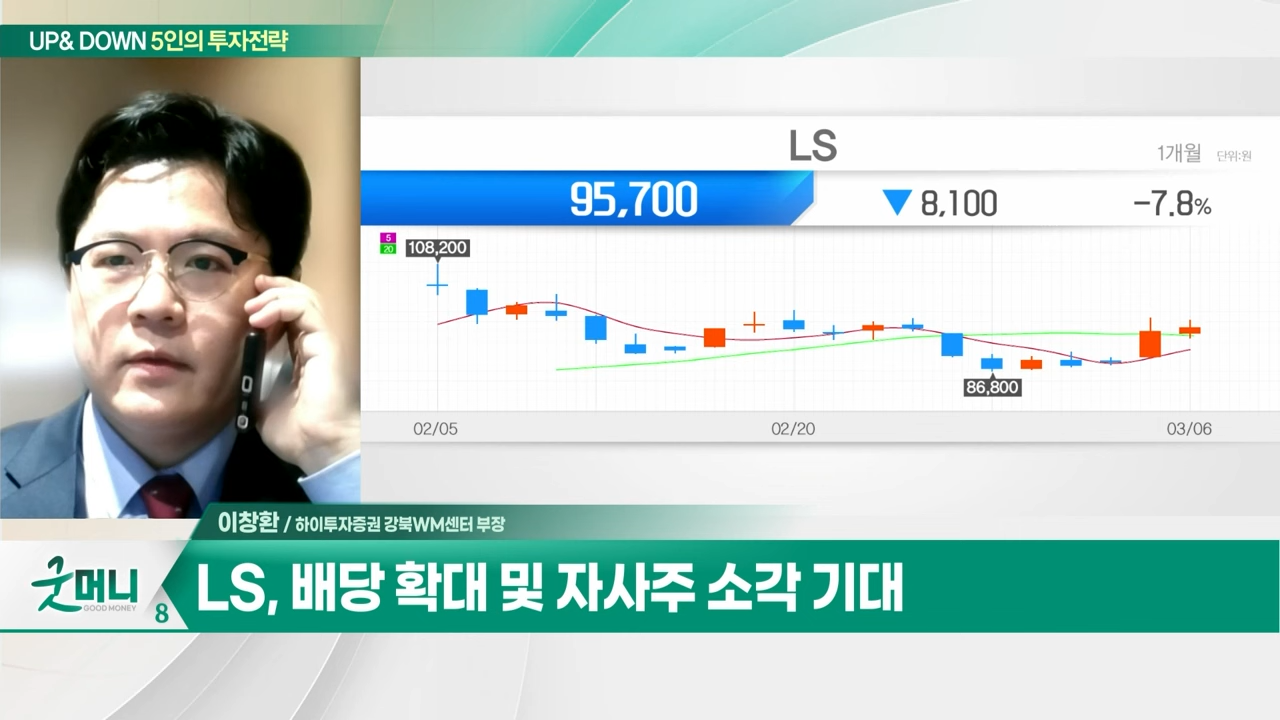 UP& DOWN 5인의 투자전략
LS
1개월 단위:원
95,700 ▼ 8,100 -7.8%
5
20
108,200
86,800
02/05 02/20 03/06
이창환 / 하이투자증권 강북WM센터 부장
굿머니
GOOD MONEY
8
LS, 배당 확대 및 자사주 소각 기대